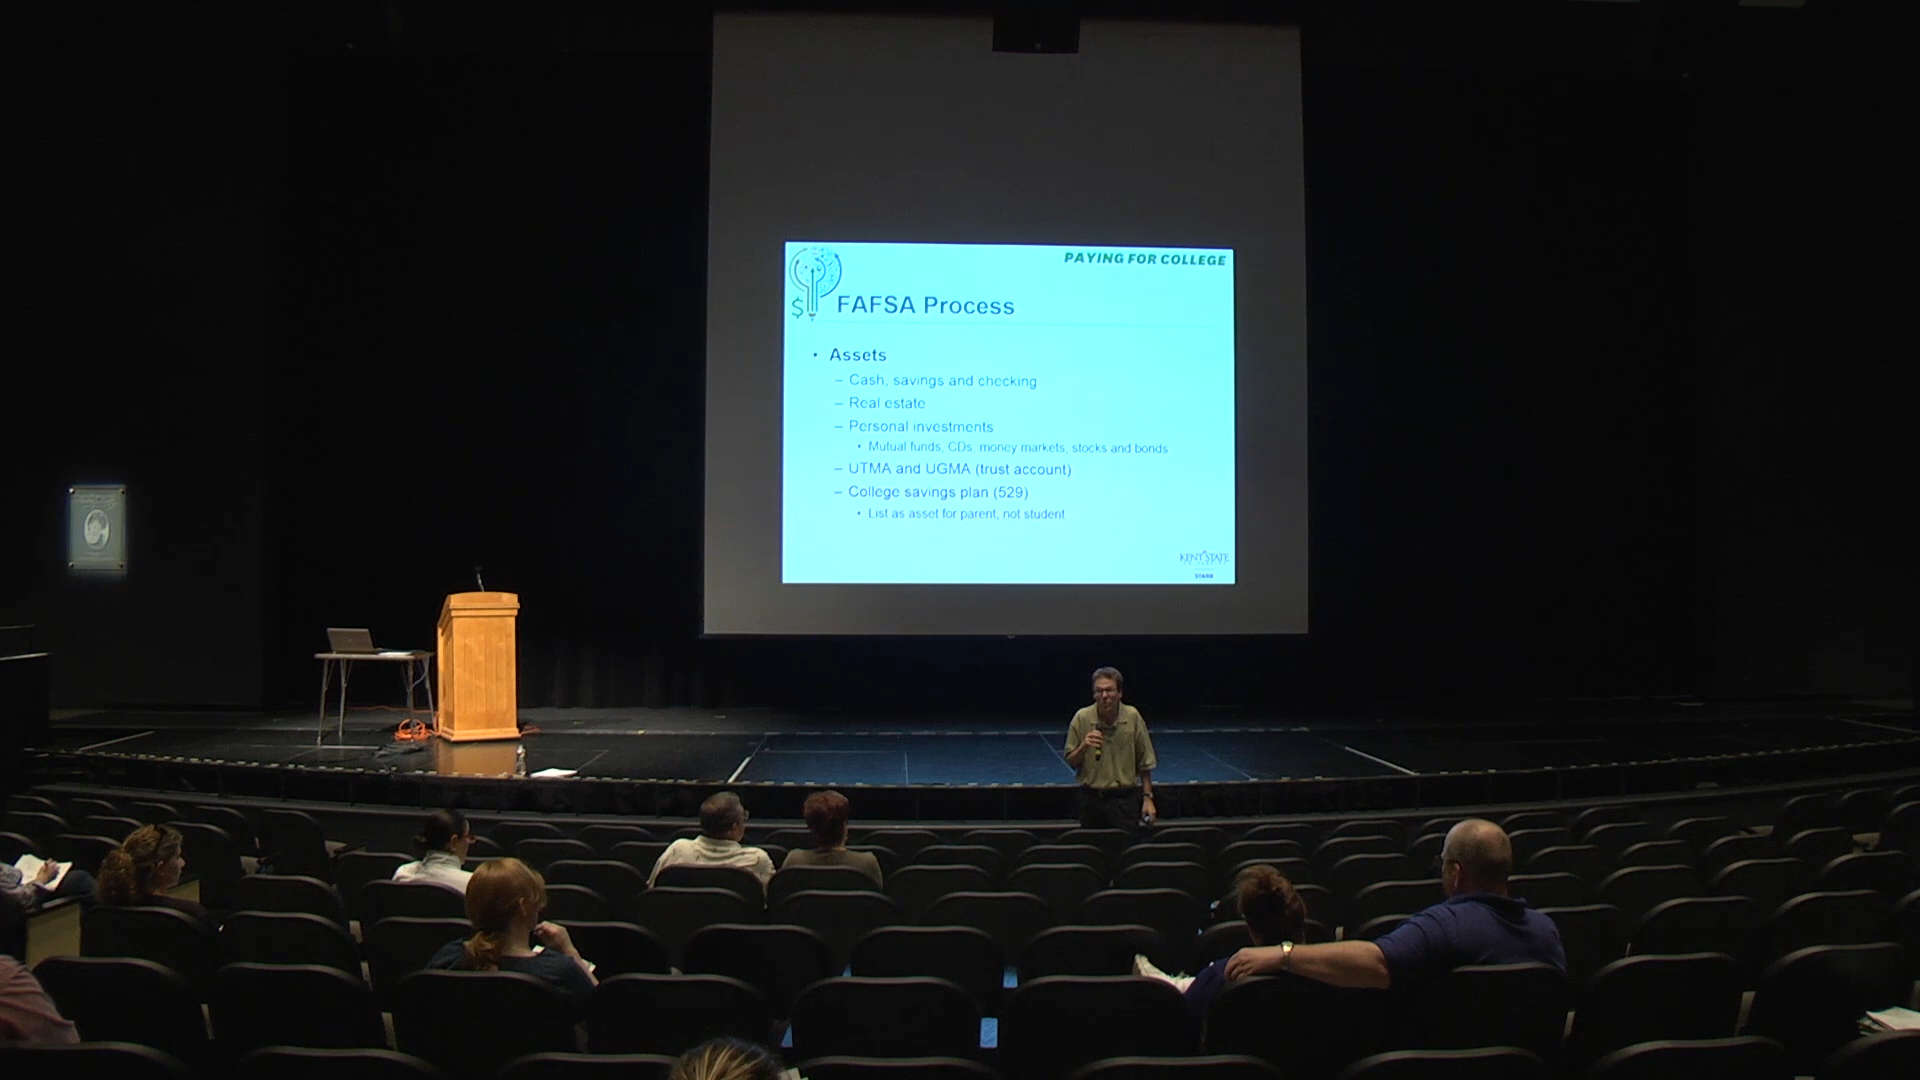 PAYING FOR COLLEGE
$
FAFSA Process
• Assets
– Cash, savings and checking
– Real estate
– Personal investments
• Mutual funds, CDs, money markets, stocks and bonds
– UTMA and UGMA (trust account)
– College savings plan (529)
• List as asset for parent, not student
KENT STATE
UNIVERSITY
STARK